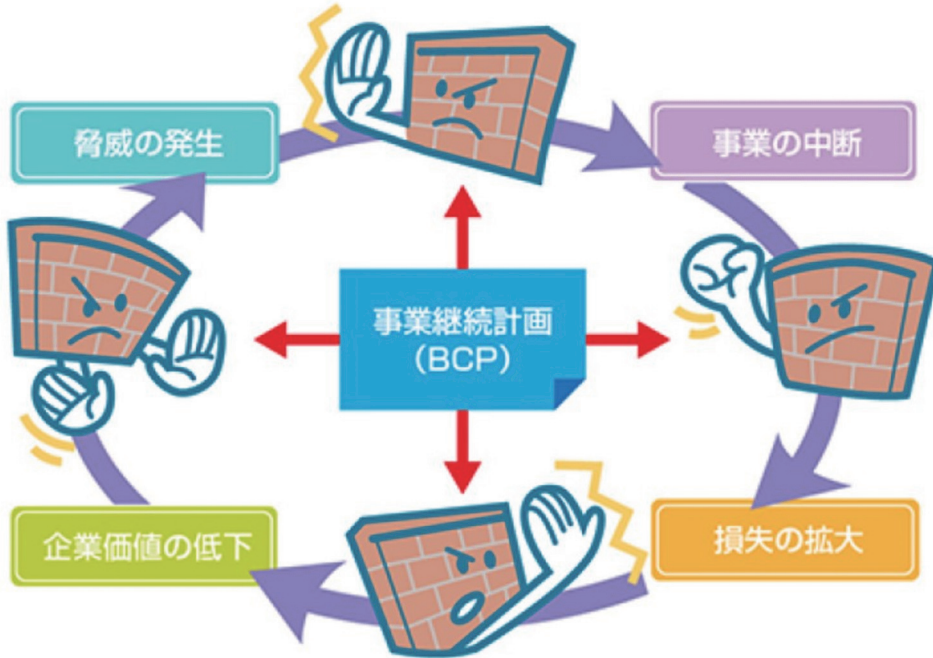 脅威の発生
事業の中断
事業継続計画
(BCP)
企業価値の低下
損失の拡大